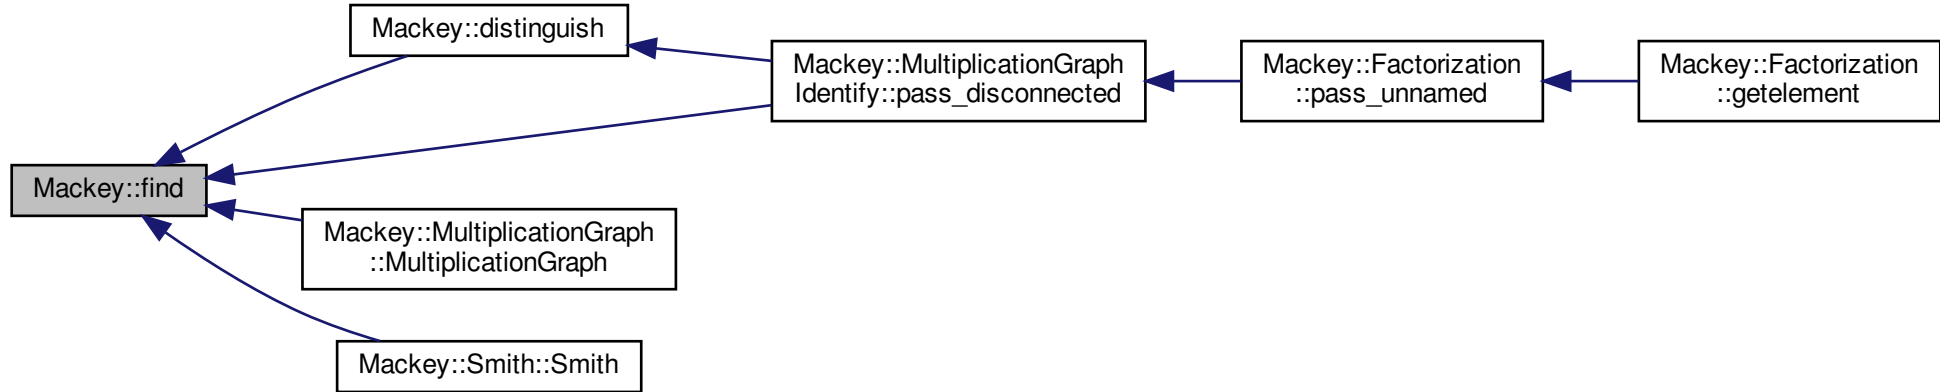 Mackey::distinguish
Mackey::MultiplicationGraph
Identify::pass_disconnected
Mackey::Factorization
::pass_unnamed
Mackey::Factorization
::getelement
Mackey::find
Mackey::MultiplicationGraph
::MultiplicationGraph
Mackey::Smith::Smith